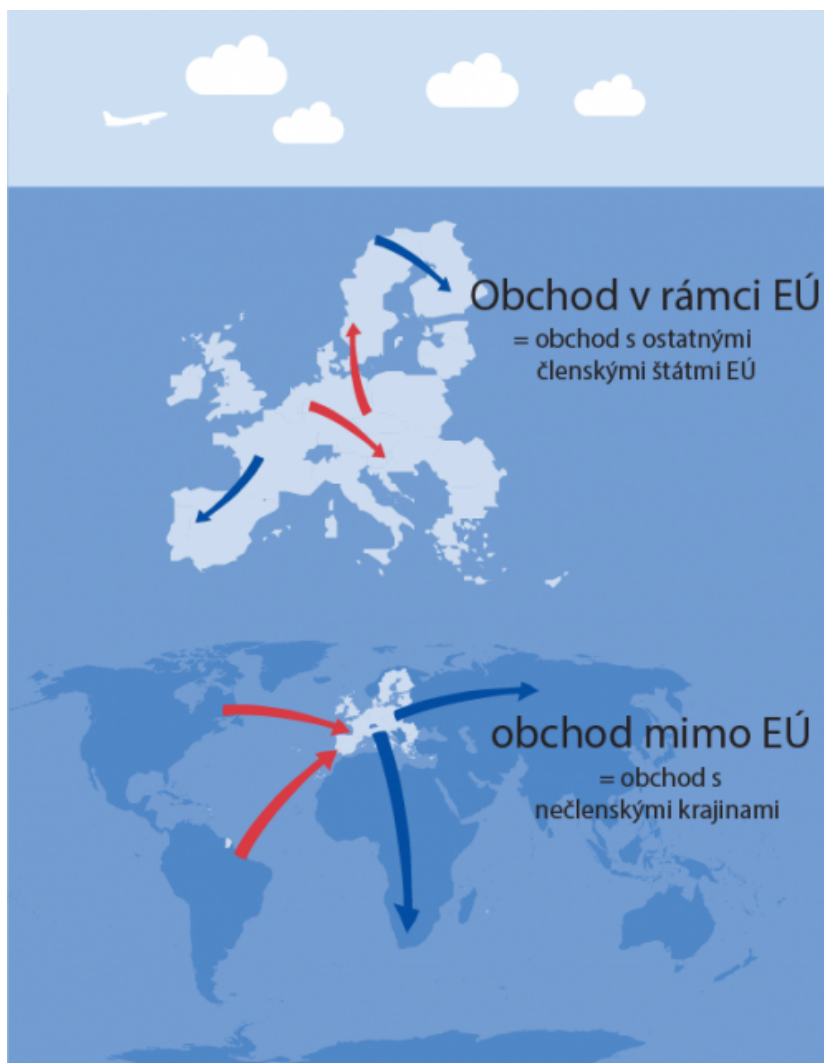 Obchod v rámci EÚ
= obchod s ostatnými
členskými štátmi EÚ
obchod mimo EÚ
= obchod s
nečlenskými krajinami